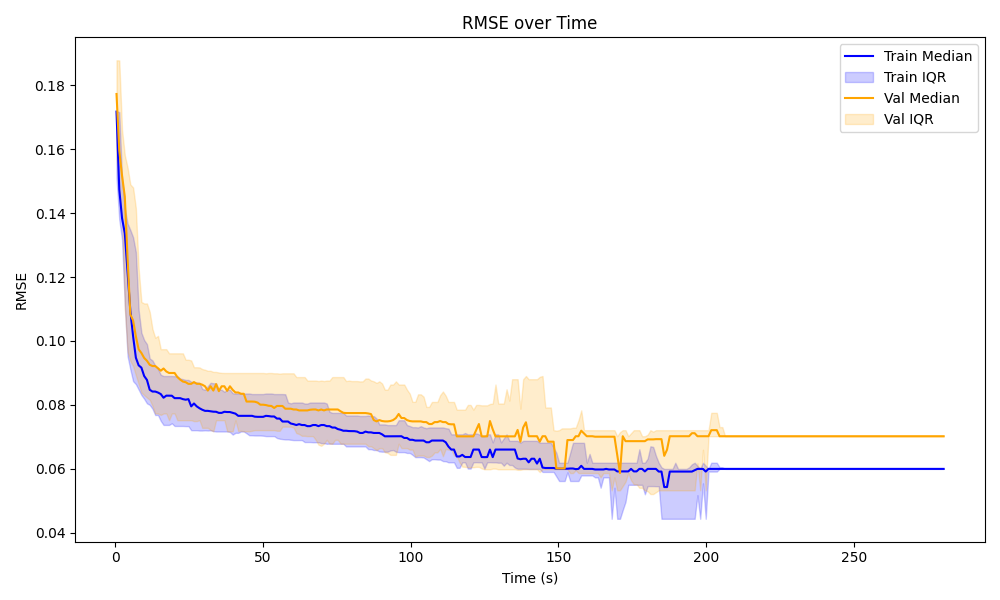 RMSE over Time
Train Median
Train IQR
Val Median
Val IQR
RMSE
0.18
0.16
0.14
0.12
0.10
0.08
0.06
0.04
0 50 100 150 200 250
Time (s)